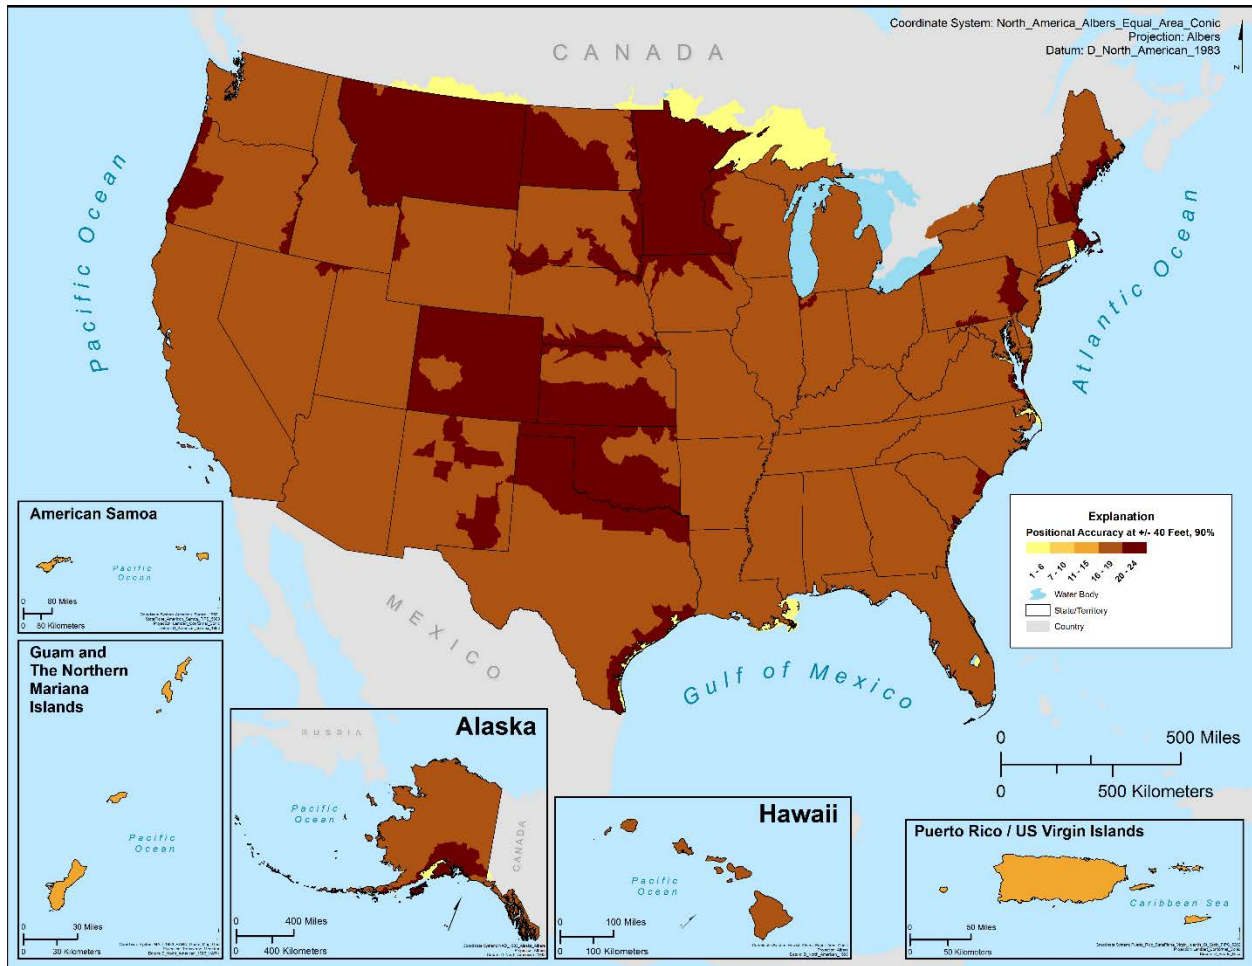 Coordinate System: North_America_Albers_Equal_Area_Conic
Projection: Albers
Datum: D_North_American_1983
N
CANADA
Pacific Ocean
Atlantic Ocean
MEXICO
Gulf of Mexico
Explanation
Positional Accuracy at +/- 40 Feet, 90%
1 - 6
7 - 10
11 - 15
16 - 19
20 - 24
Water Body
State/Territory
Country
0 500 Miles
0 500 Kilometers
American Samoa
Pacific
Ocean
0 80 Miles
0 80 Kilometers
Guam and
The Northern
Mariana
Islands
Pacific
Ocean
0 30 Miles
0 30 Kilometers
Alaska
RUSSIA
Pacific
Ocean
CANADA
0 400 Miles
0 400 Kilometers
Hawaii
Pacific
Ocean
0 100 Miles
0 100 Kilometers
Puerto Rico / US Virgin Islands
Caribbean Sea
0 50 Miles
0 50 Kilometers